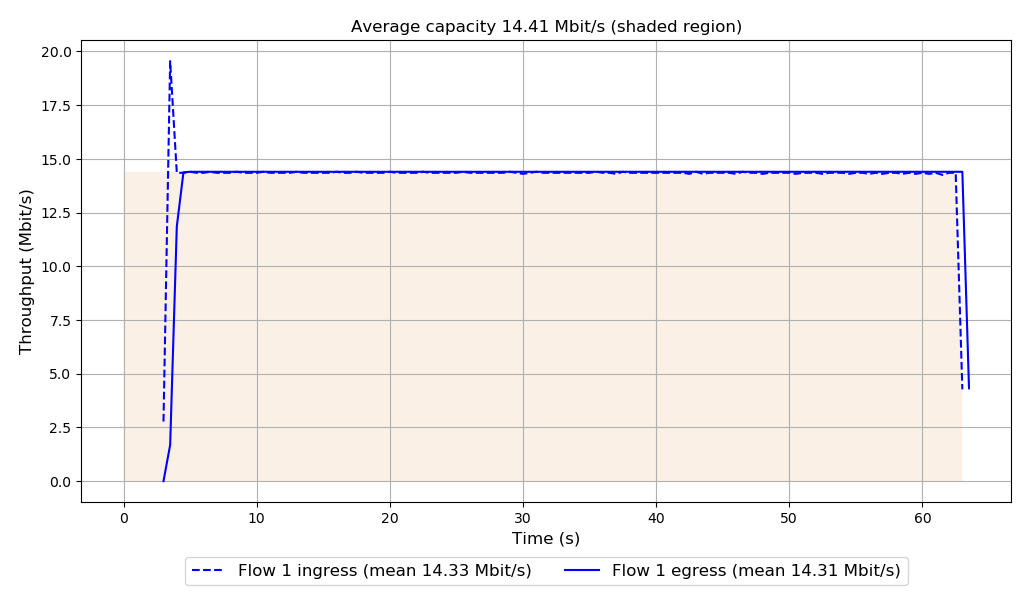 Average capacity 14.41 Mbit/s (shaded region)
Throughput (Mbit/s)
20.0
17.5
15.0
12.5
10.0
7.5
5.0
2.5
0.0
0 10 20 30 40 50 60
Time (s)
Flow 1 ingress (mean 14.33 Mbit/s) Flow 1 egress (mean 14.31 Mbit/s)